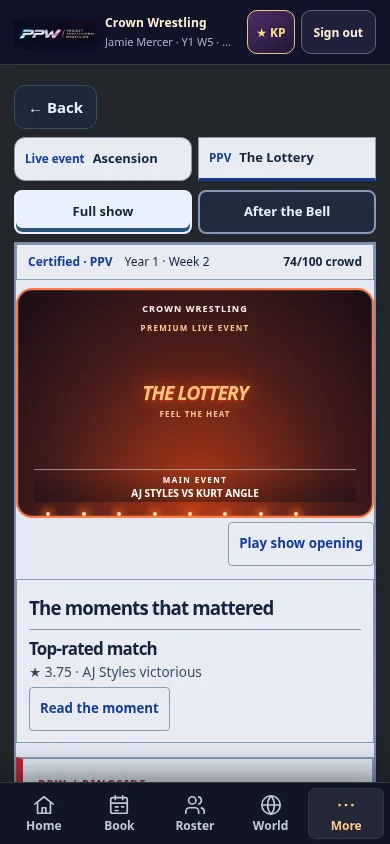 PPW
Crown Wrestling
Jamie Mercer · Y1 W5 · ...
★ KP
Sign out
← Back
Live event Ascension
PPV The Lottery
Full show
After the Bell
Certified · PPV Year 1 · Week 2 74/100 crowd
CROWN WRESTLING
PREMIUM LIVE EVENT
THE LOTTERY
FEEL THE HEAT
MAIN EVENT
AJ STYLES VS KURT ANGLE
Play show opening
The moments that mattered
Top-rated match
★ 3.75 · AJ Styles victorious
Read the moment
Home
Book
Roster
World
More